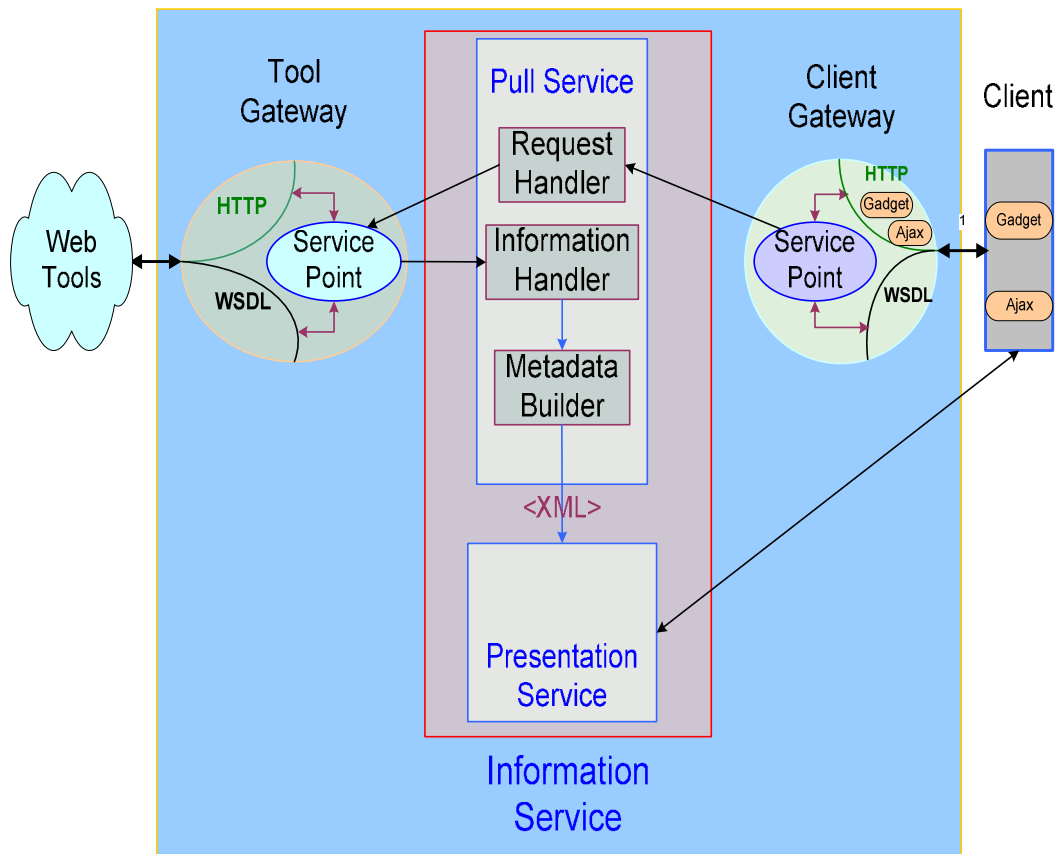 Tool
Gateway
Pull Service
Client
Gateway
Client
Request
Handler
HTTP
HTTP
Gadget
Ajax
1
Gadget
Web
Tools
Service
Point
Information
Handler
Service
Point
WSDL
WSDL
Ajax
Metadata
Builder
<XML>
Presentation
Service
Information
Service